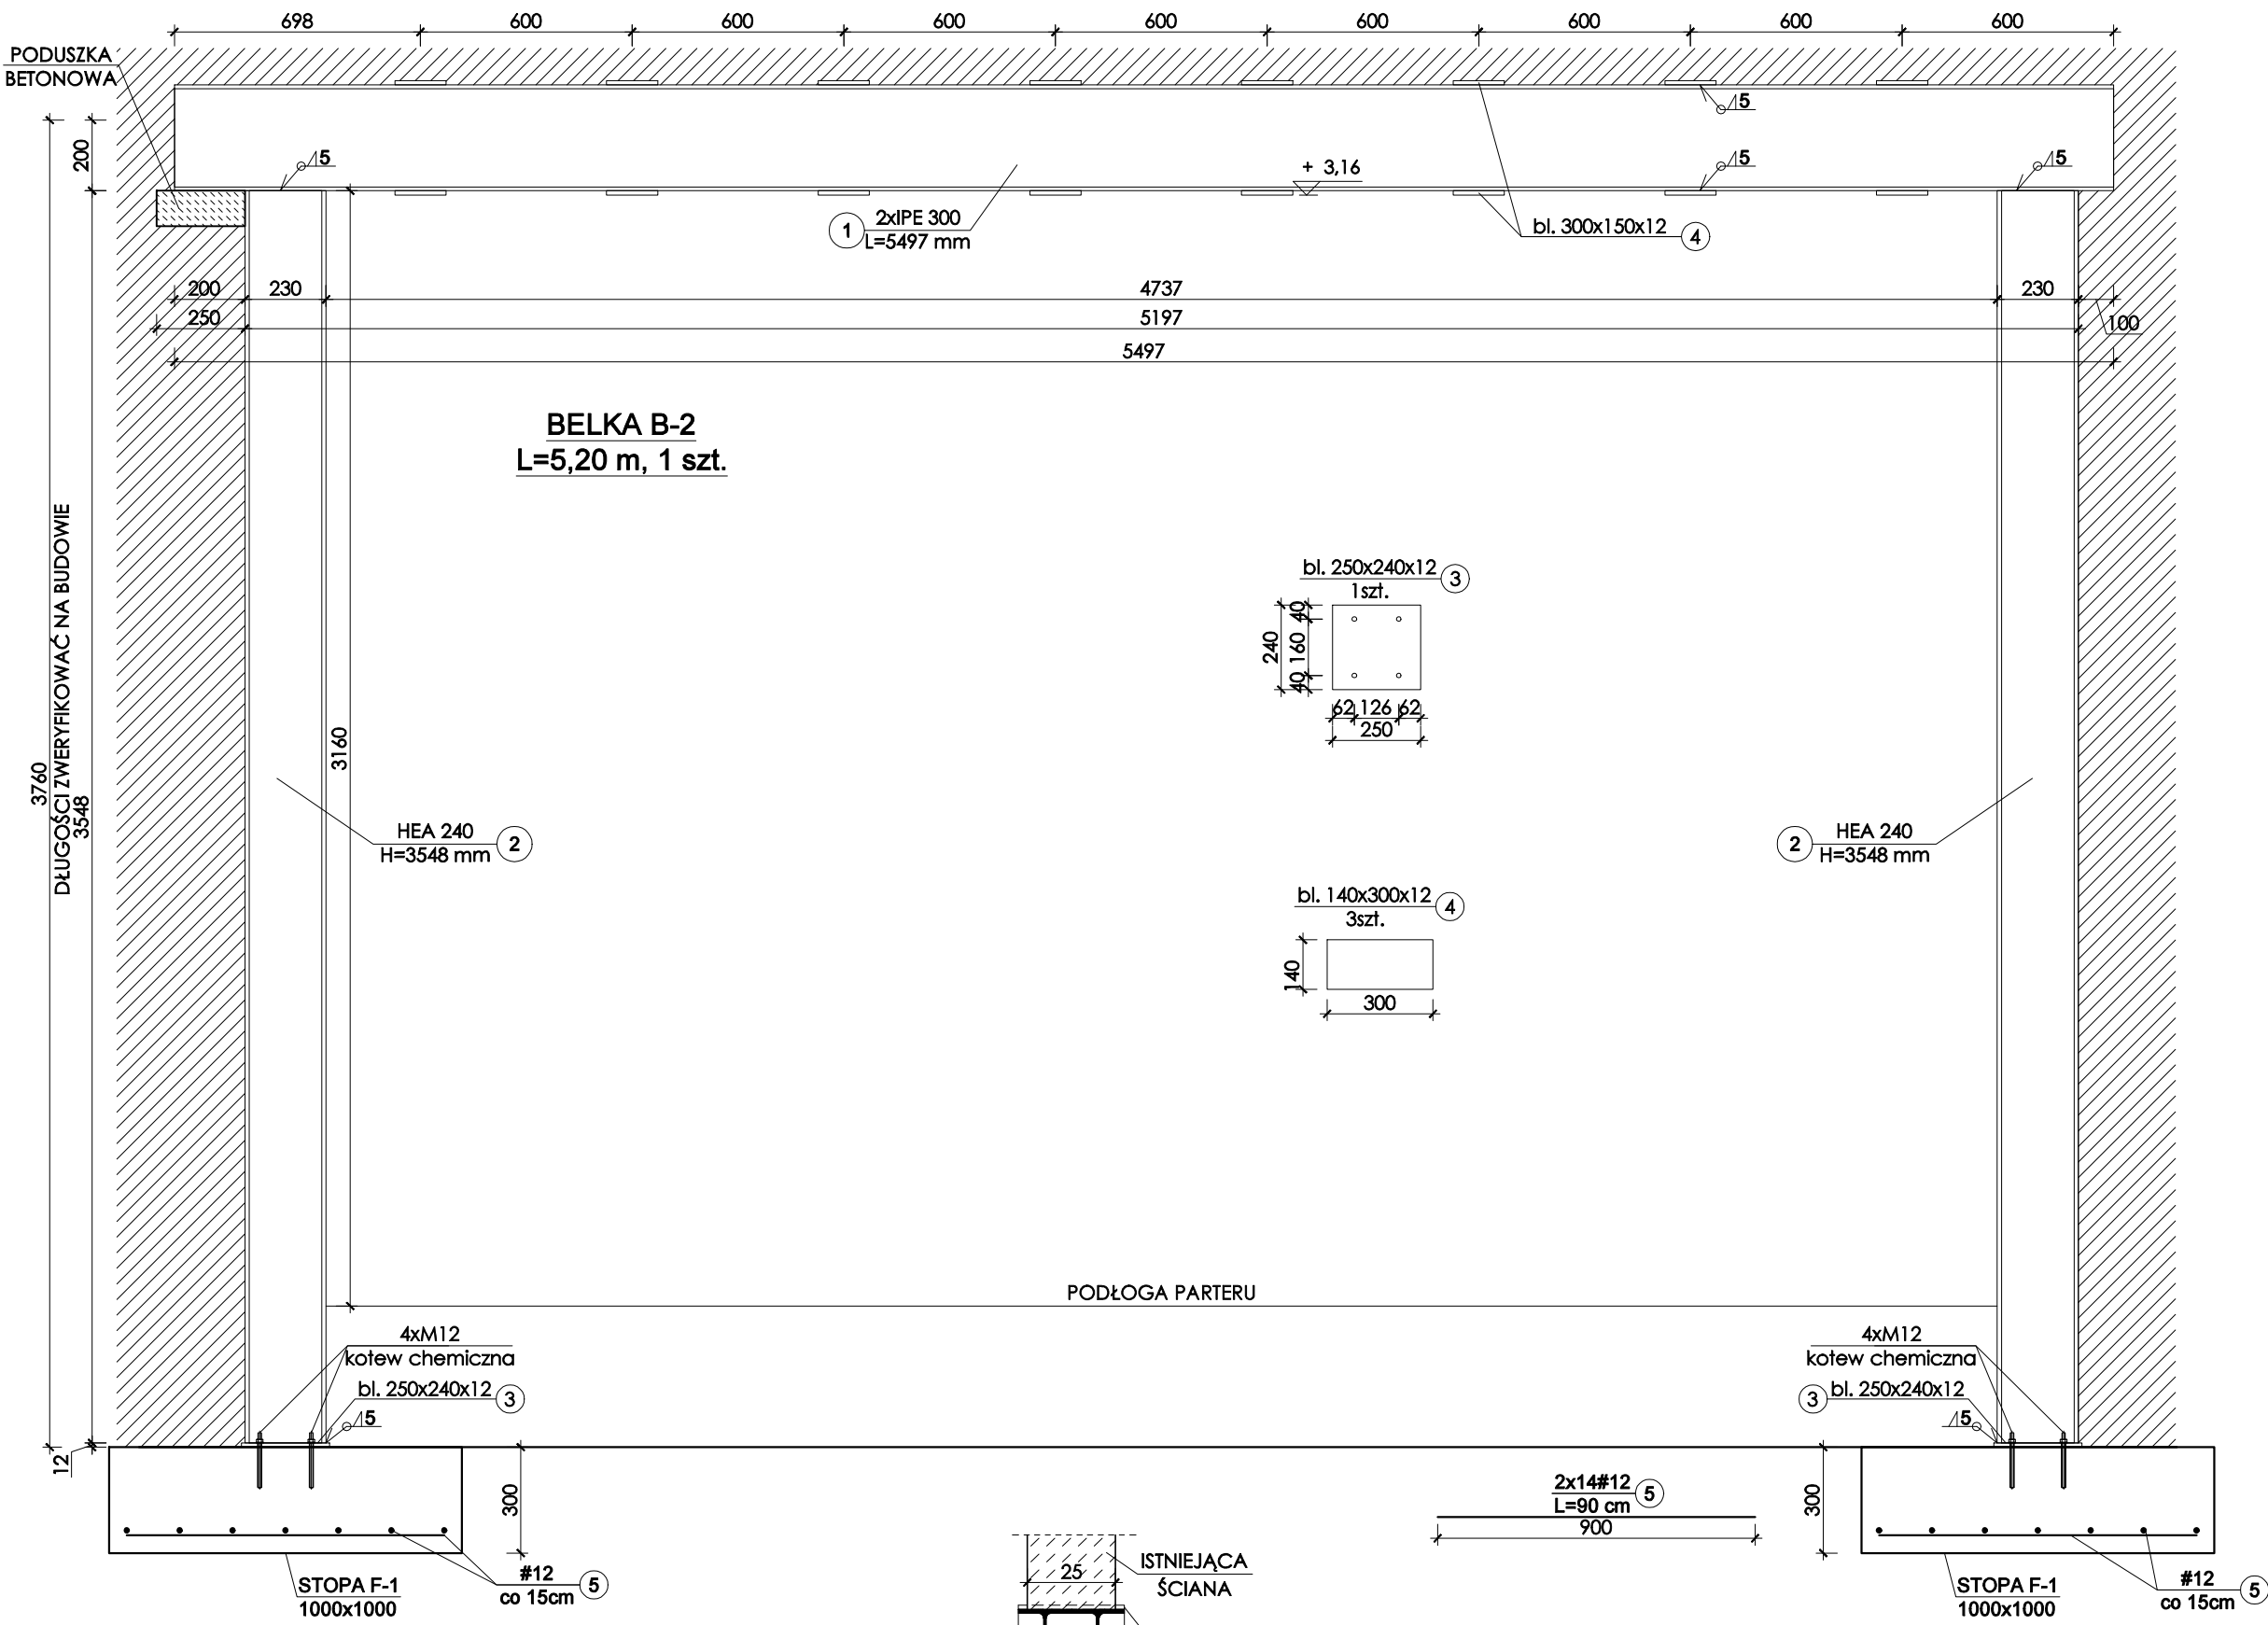 698 600 600 600 600 600 600 600 600
PODUSZKA
BETONOWA
5
200
5
5
5
+ 3,16
1
2xIPE 300
L=5497 mm
bl. 300x150x12 4
200 230 4737 230
250 5197 100
5497
BELKA B-2
L=5,20 m, 1 szt.
3760
DŁUGOŚCI ZWERYFIKOWAĆ NA BUDOWIE
3548
3160
bl. 250x240x12 3
1szt.
240
40
160
40
62 126 62
250
HEA 240
H=3548 mm
2
2
HEA 240
H=3548 mm
bl. 140x300x12 4
3szt.
140
300
PODŁOGA PARTERU
4xM12
kotew chemiczna
bl. 250x240x12 3
5
4xM12
kotew chemiczna
3 bl. 250x240x12
5
12
300
2x14#12
L=90 cm
5
900
300
STOPA F-1
1000x1000
#12
co 15cm
5
25
ISTNIEJĄCA
ŚCIANA
STOPA F-1
1000x1000
#12
co 15cm
5